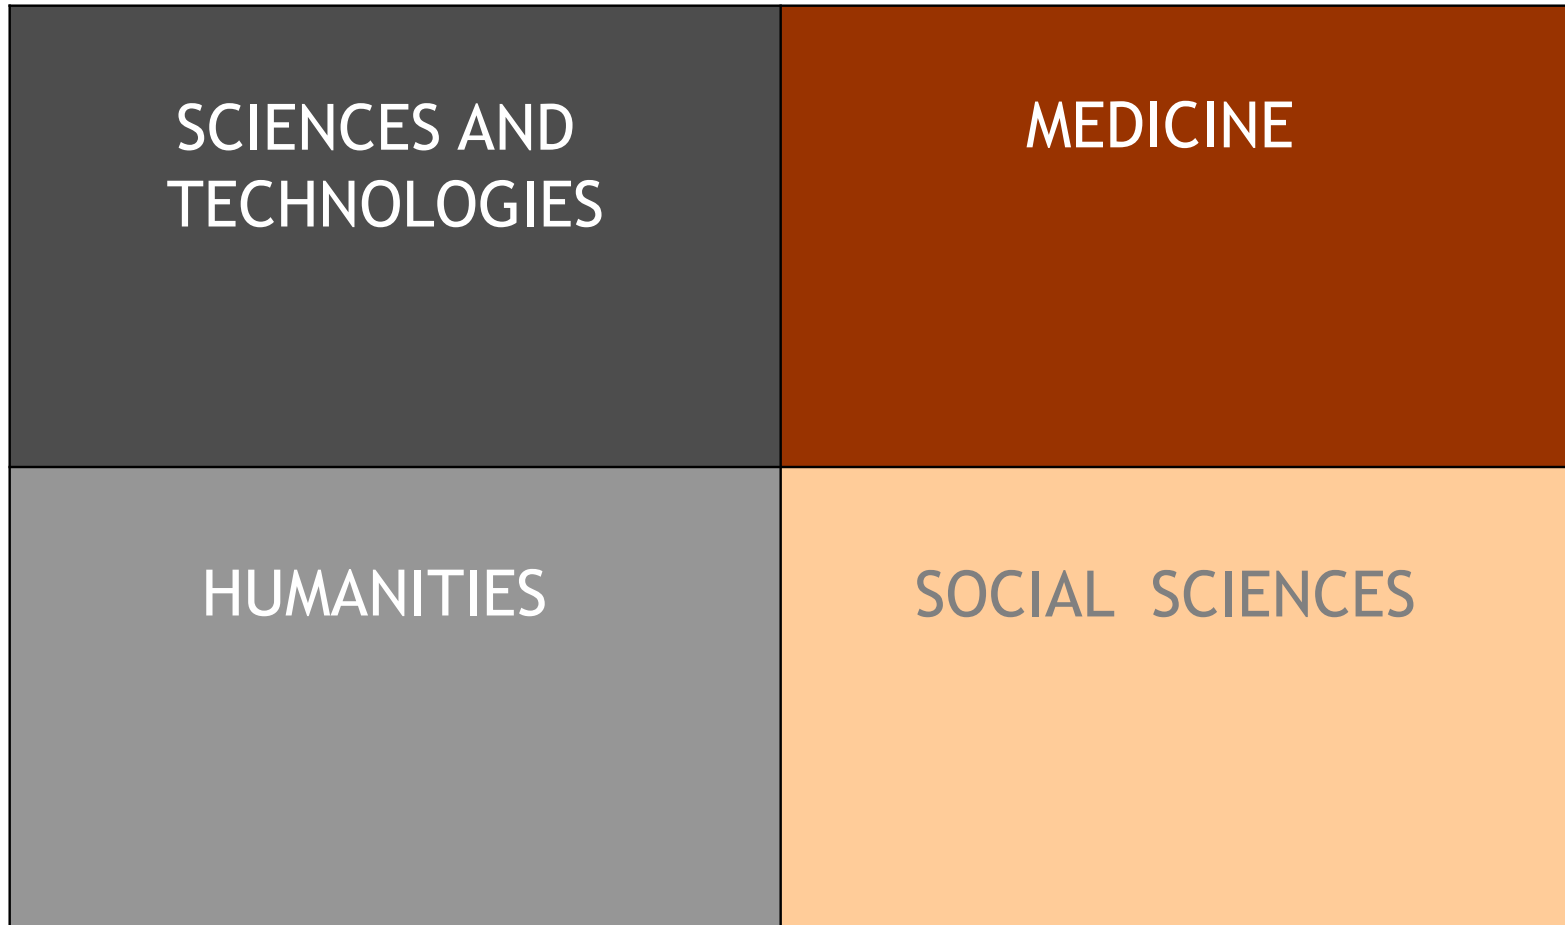 SCIENCES AND
TECHNOLOGIES
MEDICINE
HUMANITIES
SOCIAL SCIENCES